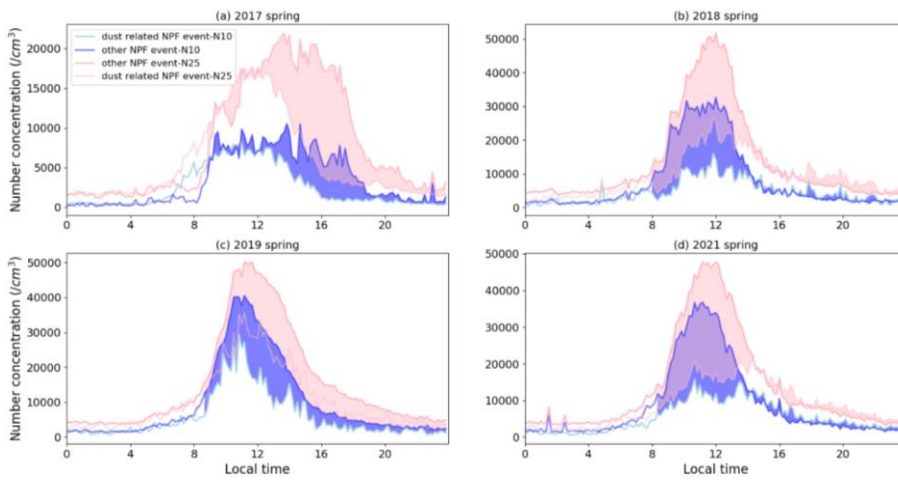 (a) 2017 spring
(b) 2018 spring
Number concentration (/cm³)
20000
15000
10000
5000
0
dust related NPF event-N10
other NPF event-N10
other NPF event-N25
dust related NPF event-N25
0 4 8 12 16 20
50000
40000
30000
20000
10000
0
0 4 8 12 16 20
(c) 2019 spring
(d) 2021 spring
Number concentration (/cm³)
50000
40000
30000
20000
10000
0
0 4 8 12 16 20
Local time
50000
40000
30000
20000
10000
0
0 4 8 12 16 20
Local time